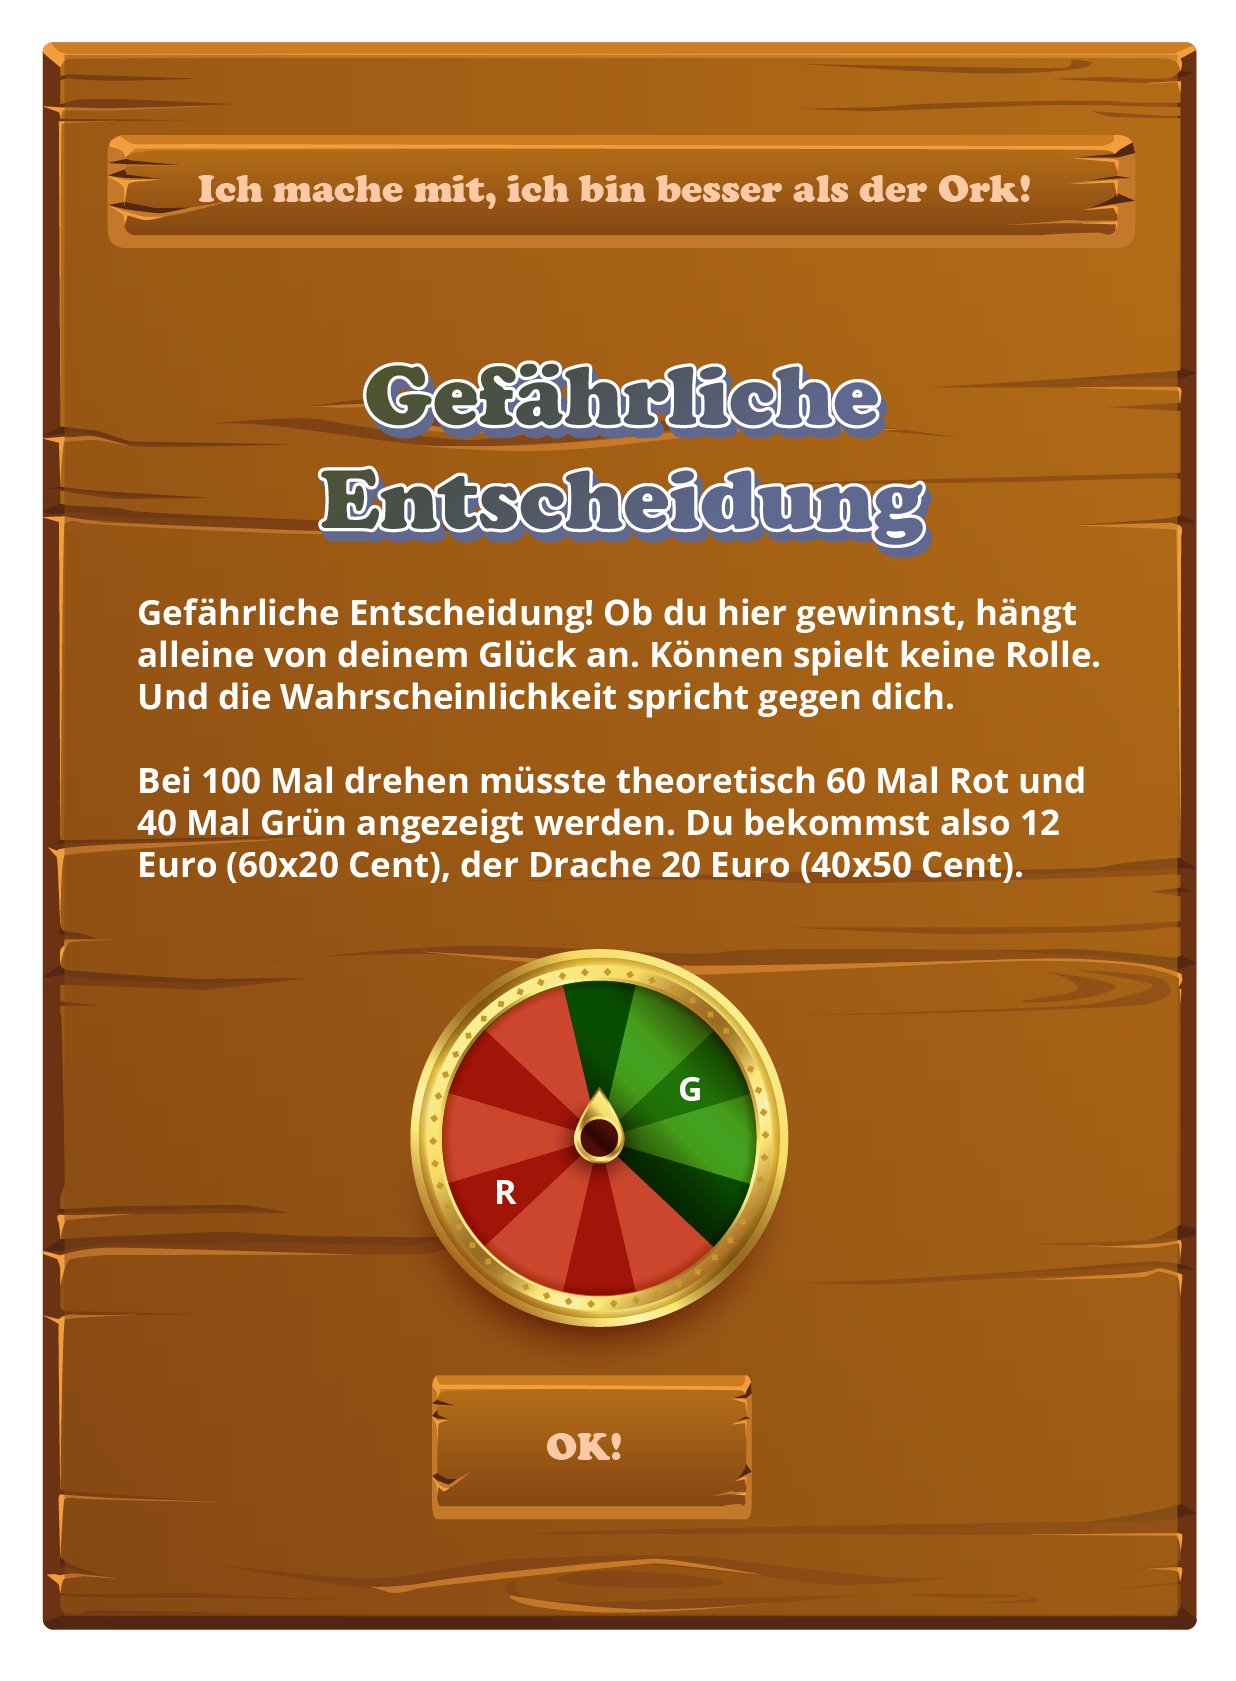 Ich mache mit, ich bin besser als der Ork!
Gefährliche
Entscheidung
Gefährliche Entscheidung! Ob du hier gewinnst, hängt
alleine von deinem Glück an. Können spielt keine Rolle.
Und die Wahrscheinlichkeit spricht gegen dich.
Bei 100 Mal drehen müsste theoretisch 60 Mal Rot und
40 Mal Grün angezeigt werden. Du bekommst also 12
Euro (60x20 Cent), der Drache 20 Euro (40x50 Cent).
G
R
OK!